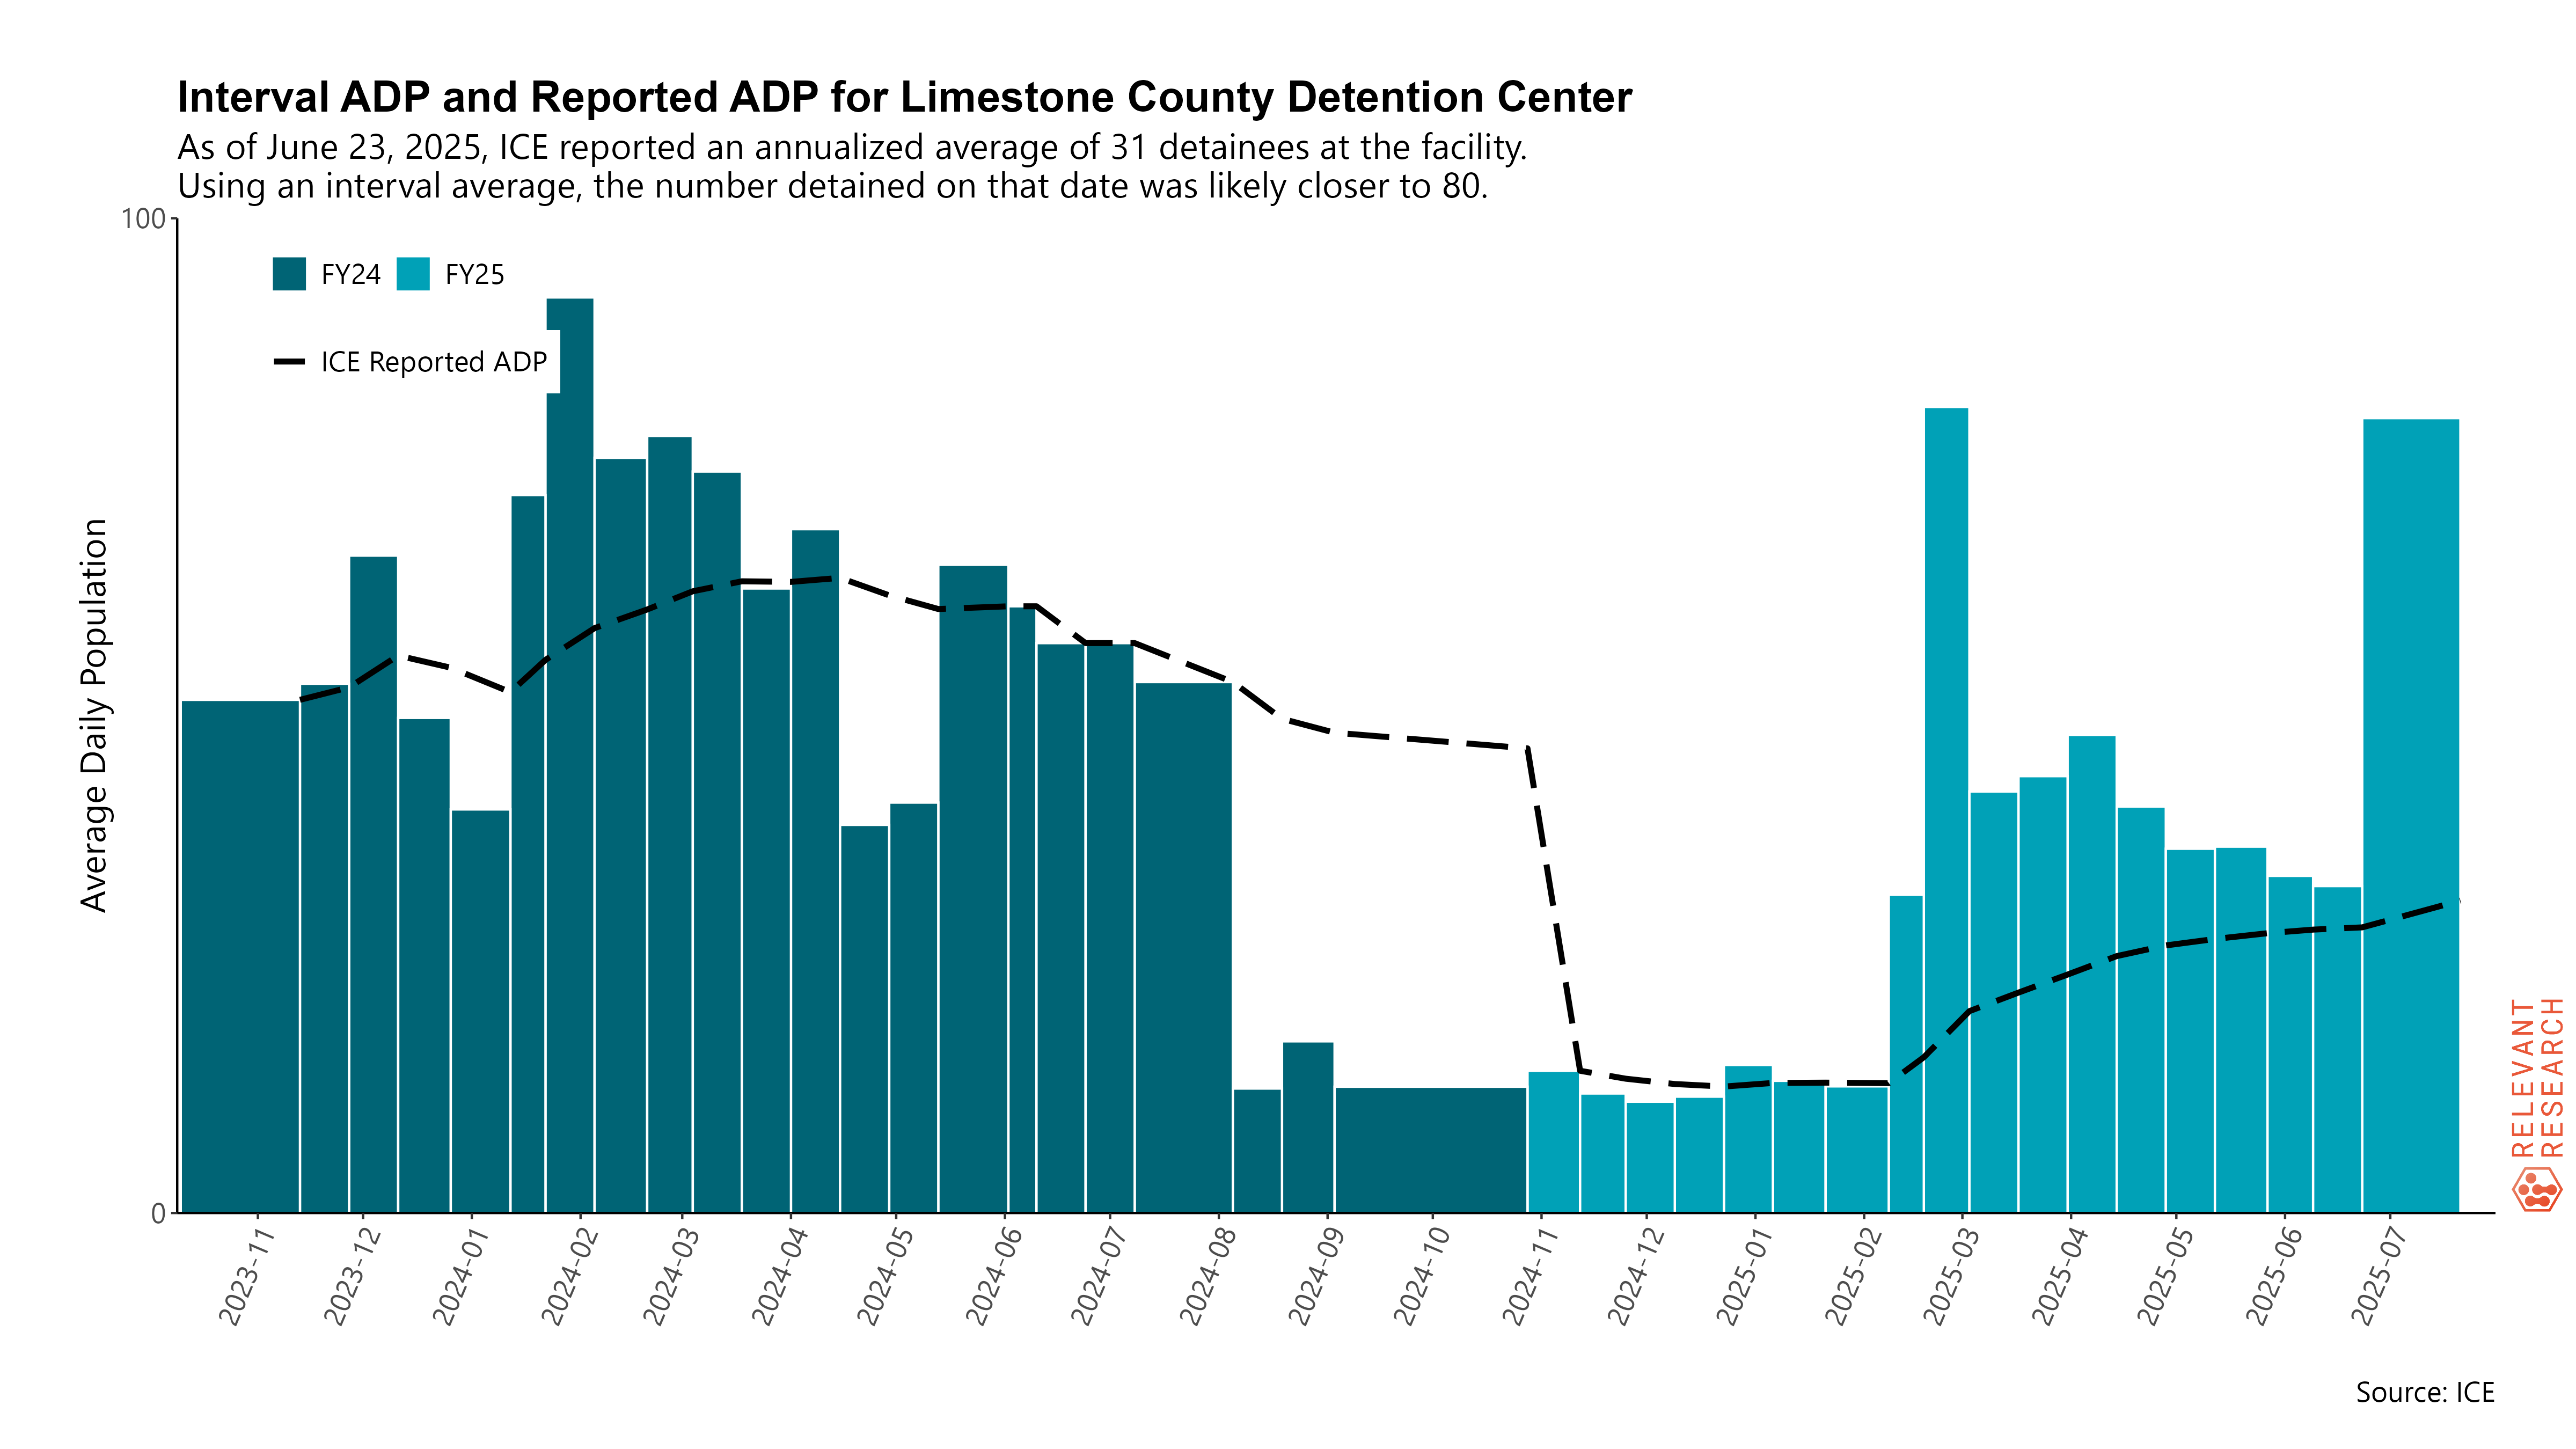 Interval ADP and Reported ADP for Limestone County Detention Center
As of June 23, 2025, ICE reported an annualized average of 31 detainees at the facility.
Using an interval average, the number detained on that date was likely closer to 80.
100
FY24 FY25
ICE Reported ADP
Average Daily Population
0
2023-11
2023-12
2024-01
2024-02
2024-03
2024-04
2024-05
2024-06
2024-07
2024-08
2024-09
2024-10
2024-11
2024-12
2025-01
2025-02
2025-03
2025-04
2025-05
2025-06
2025-07
RELEVANT
RESEARCH
Source: ICE